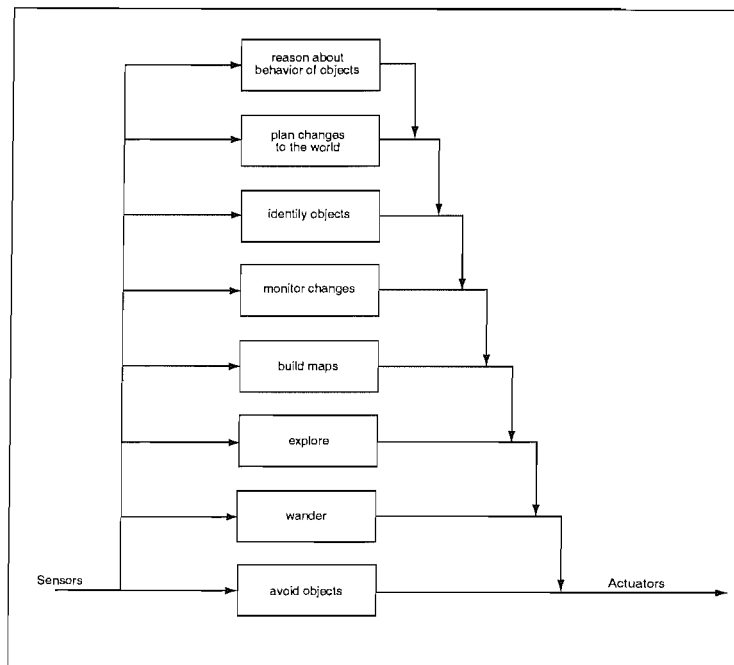 reason about
behavior of objects
plan changes
to the world
identily objects
monitor changes
build maps
explore
wander
Sensors
avoid objects
Actuators